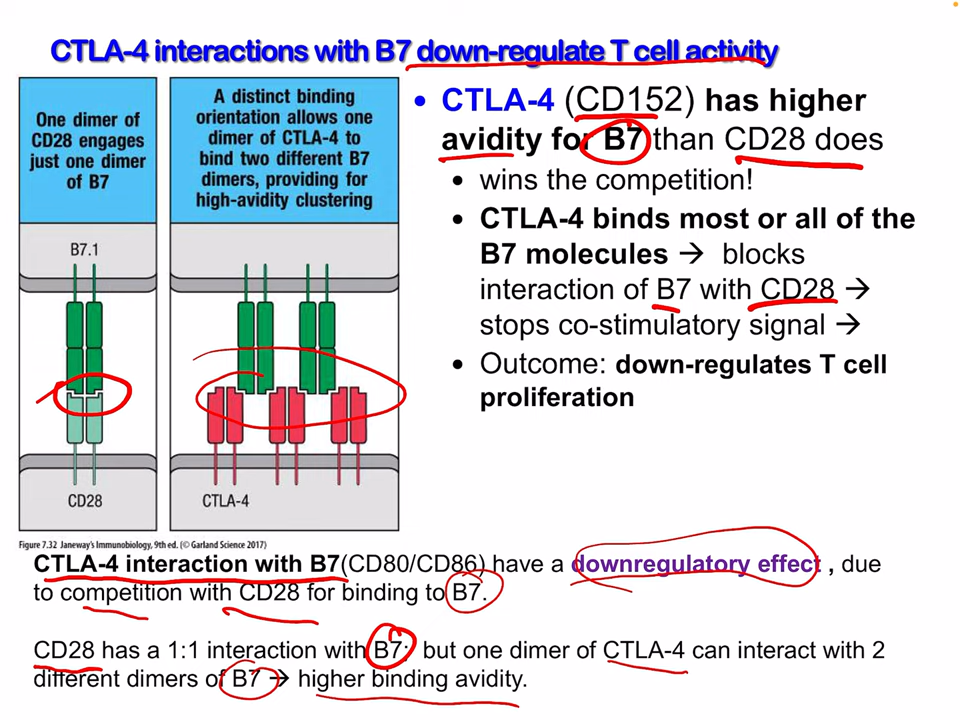 CTLA-4 interactions with B7 down-regulate T cell activity
One dimer of
CD28 engages
just one dimer
of B7
A distinct binding
orientation allows one
dimer of CTLA-4 to
bind two different B7
dimers, providing for
high-avidity clustering
B7.1
CD28
CTLA-4
Figure 7.32 Janeway's Immunobiology, 9th ed. (© Garland Science 2017)
• CTLA-4 (CD152) has higher
avidity for B7 than CD28 does
• wins the competition!
• CTLA-4 binds most or all of the
B7 molecules → blocks
interaction of B7 with CD28 →
stops co-stimulatory signal →
• Outcome: down-regulates T cell
proliferation
CTLA-4 interaction with B7(CD80/CD86) have a downregulatory effect , due
to competition with CD28 for binding to B7.
CD28 has a 1:1 interaction with B7; but one dimer of CTLA-4 can interact with 2
different dimers of B7 → higher binding avidity.